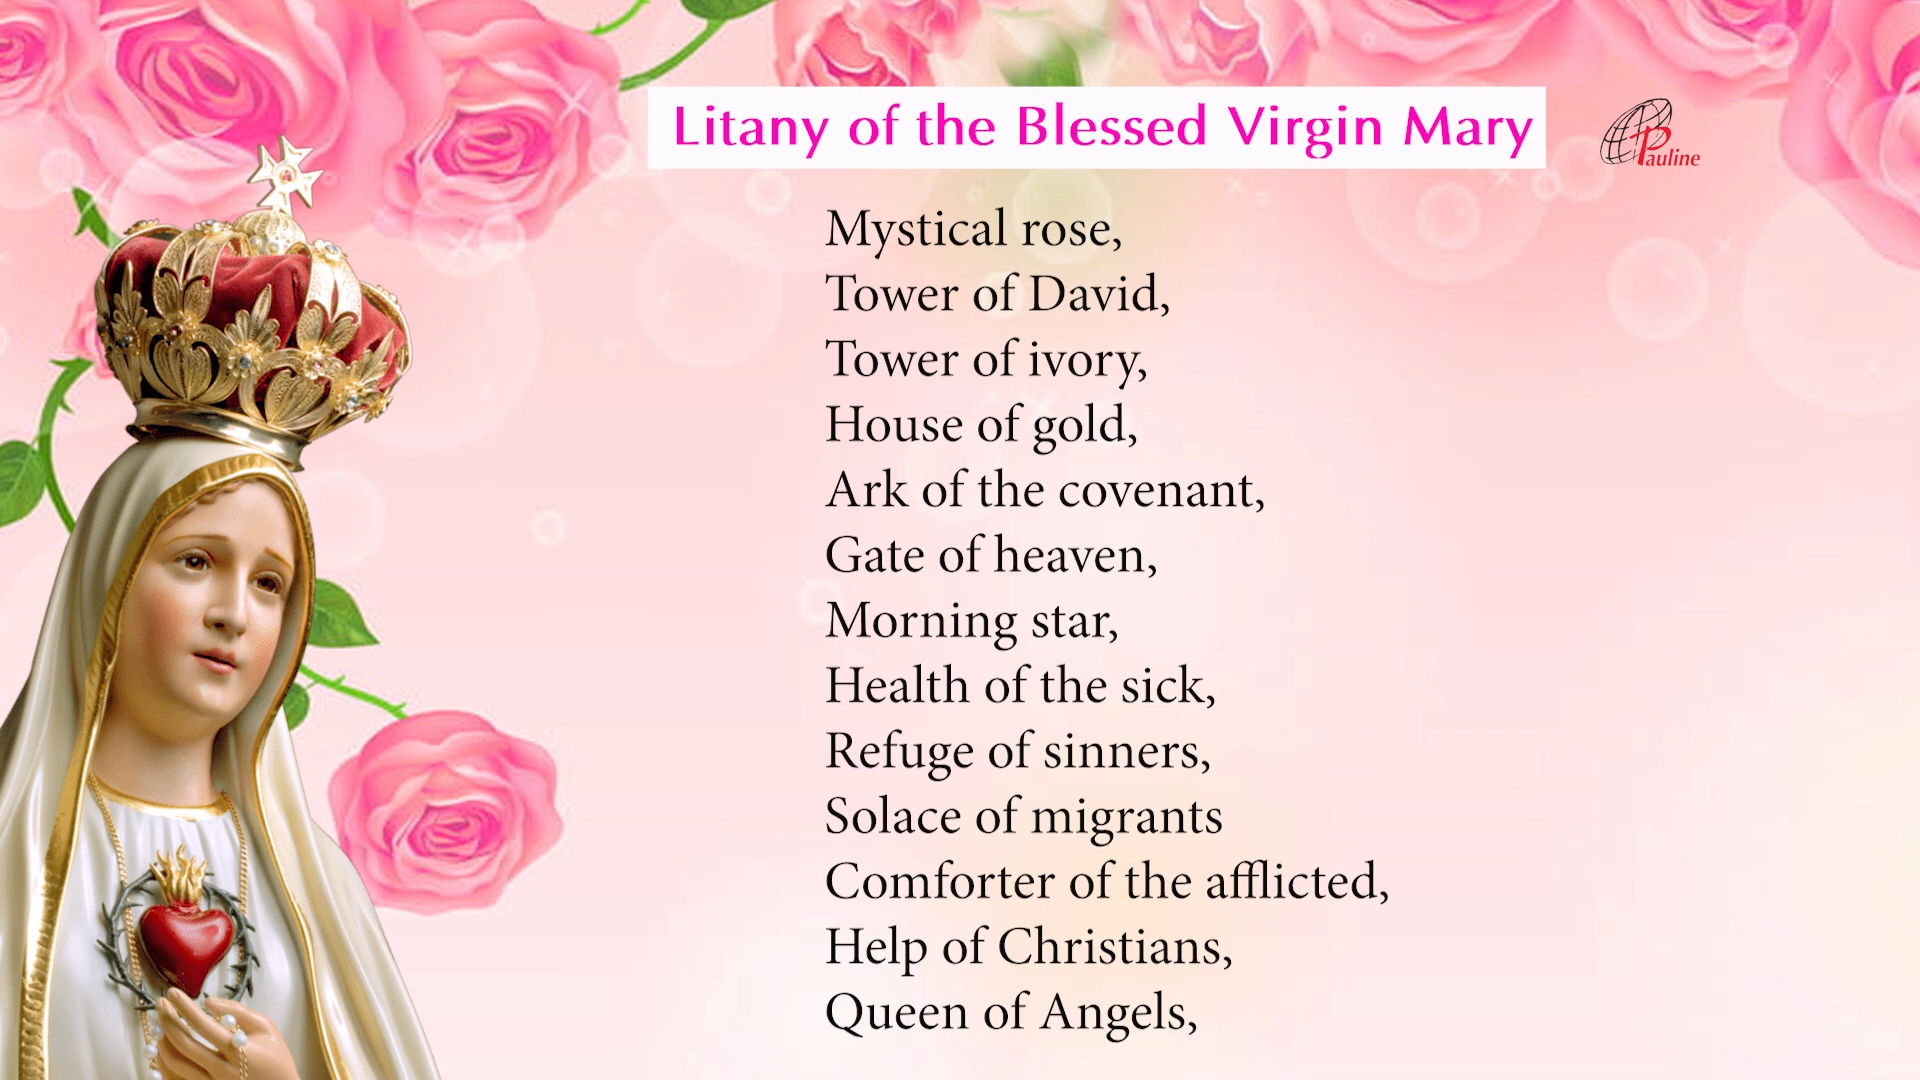 Litany of the Blessed Virgin Mary
Pauline
Mystical rose,
Tower of David,
Tower of ivory,
House of gold,
Ark of the covenant,
Gate of heaven,
Morning star,
Health of the sick,
Refuge of sinners,
Solace of migrants
Comforter of the afflicted,
Help of Christians,
Queen of Angels,